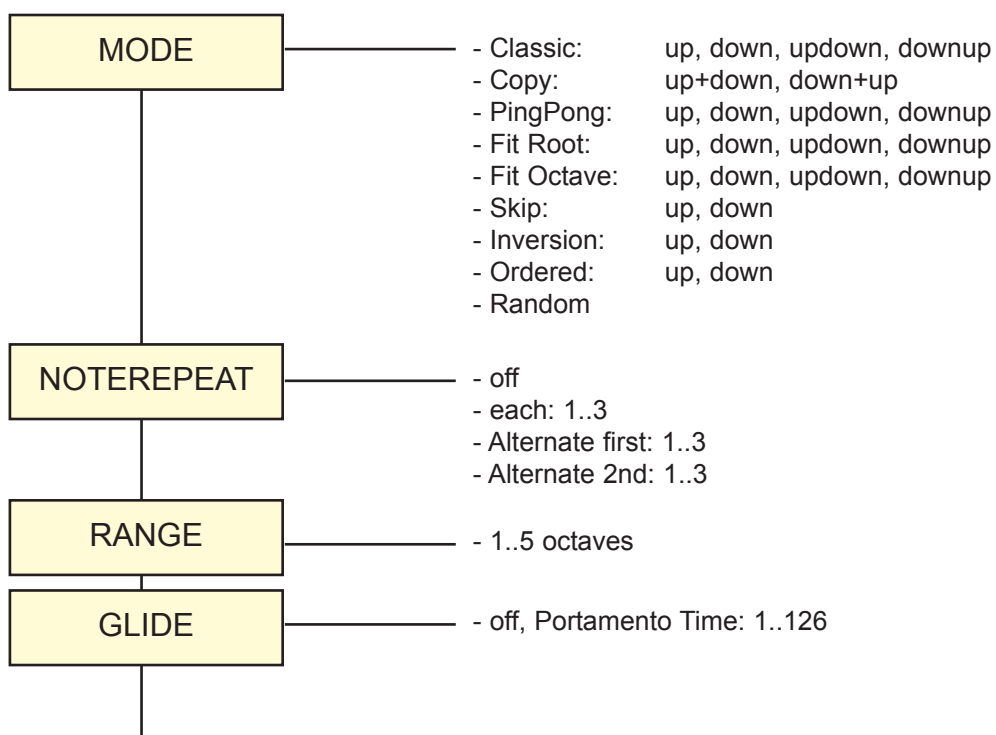 MODE
- Classic: up, down, updown, downup
- Copy: up+down, down+up
- PingPong: up, down, updown, downup
- Fit Root: up, down, updown, downup
- Fit Octave: up, down, updown, downup
- Skip: up, down
- Inversion: up, down
- Ordered: up, down
- Random
NOTEREPEAT
- off
- each: 1..3
- Alternate first: 1..3
- Alternate 2nd: 1..3
RANGE
- 1..5 octaves
GLIDE
- off, Portamento Time: 1..126